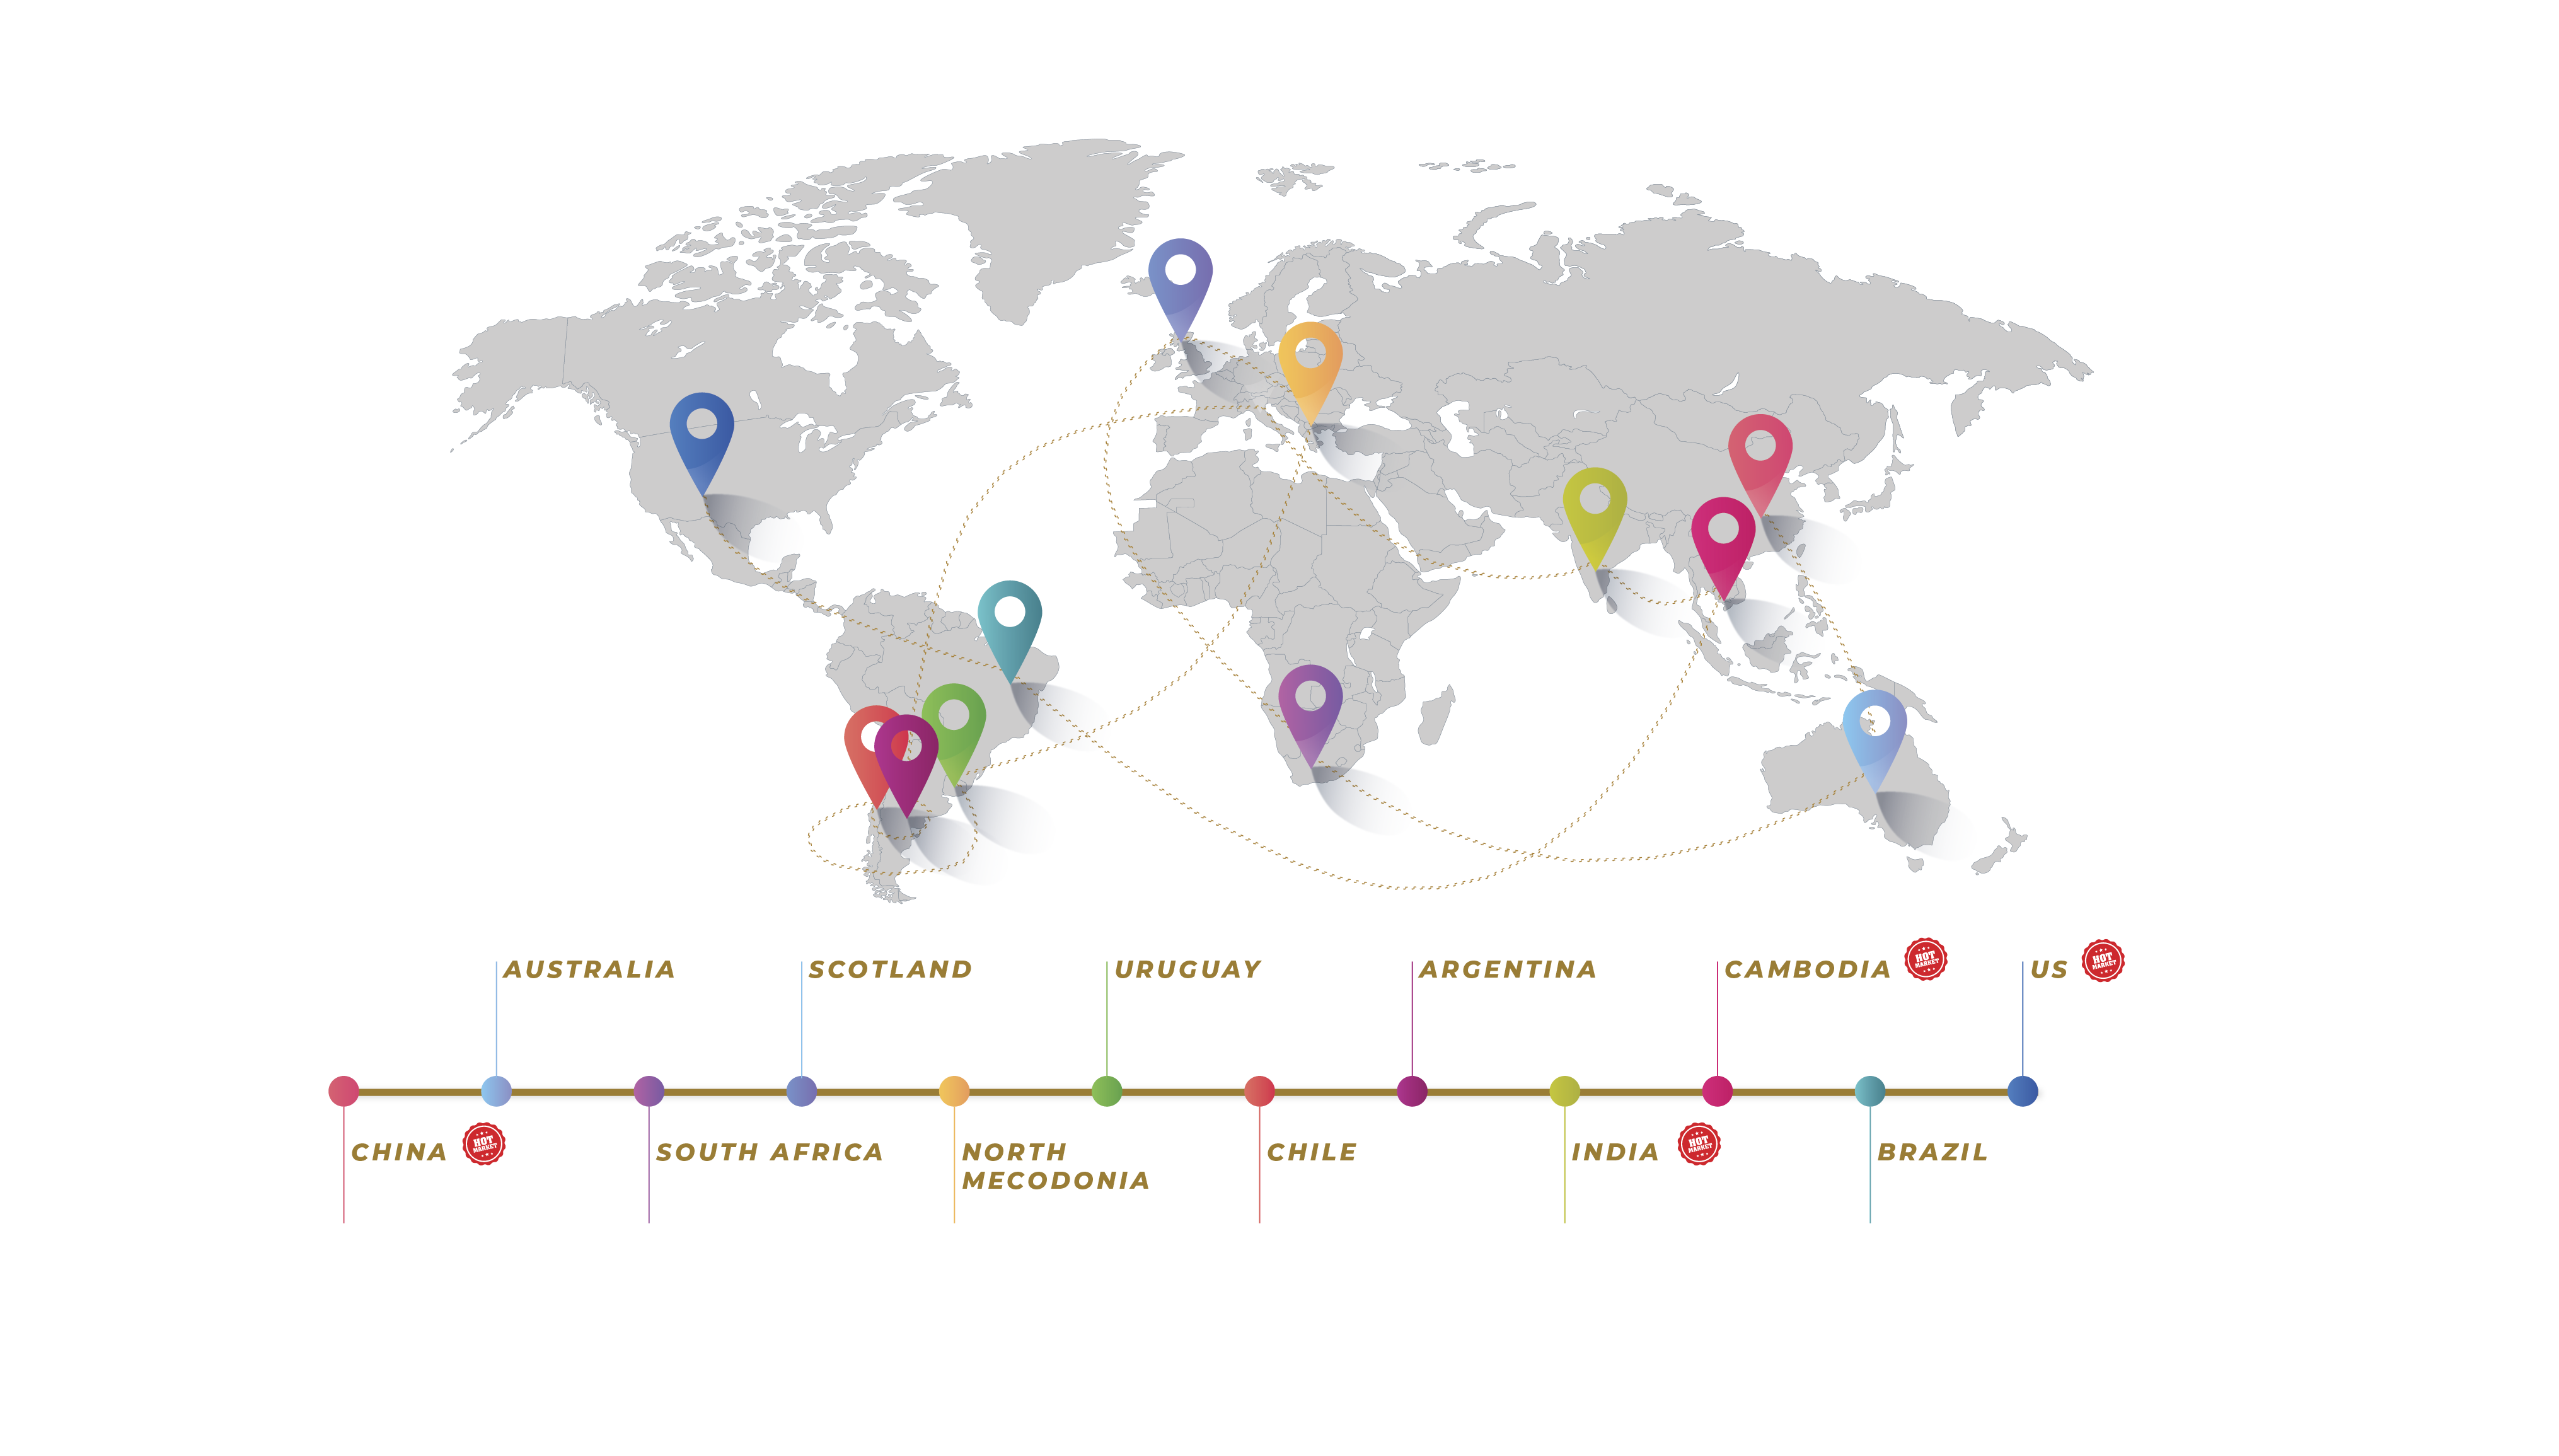 AUSTRALIA
SCOTLAND
URUGUAY
ARGENTINA
CAMBODIA
HOT
MARKET
US
HOT
MARKET
CHINA
HOT
MARKET
SOUTH AFRICA
NORTH
MECODONIA
CHILE
INDIA
HOT
MARKET
BRAZIL